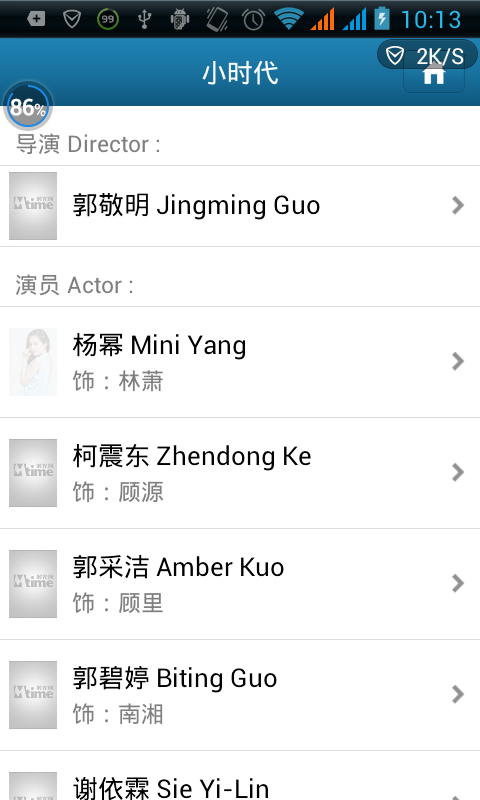 99
10:13
小时代
2K/S
86%
导演 Director :
郭敬明 Jingming Guo
演员 Actor :
杨幂 Mini Yang
饰：林萧
柯震东 Zhendong Ke
饰：顾源
郭采洁 Amber Kuo
饰：顾里
郭碧婷 Biting Guo
饰：南湘
谢依霖 Sie Yi-Lin